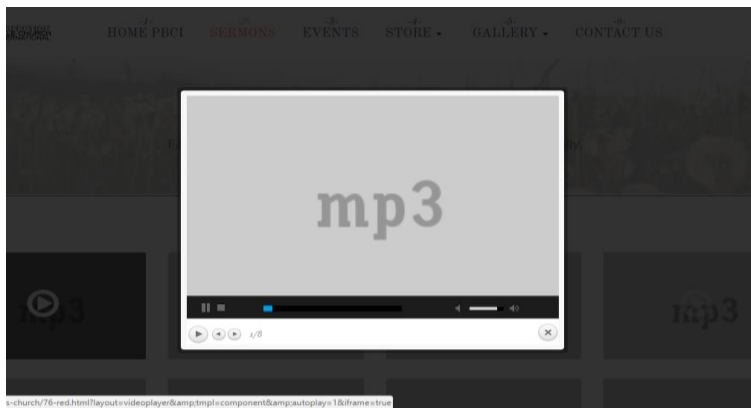 HOME PBCI SERMONS EVENTS STORE GALLERY CONTACT US
mp3
mp3
mp3
1/8
s-church/76-red.html?layout=videoplayer&amp;tmpl=component&amp;autoplay=1&iframe=true